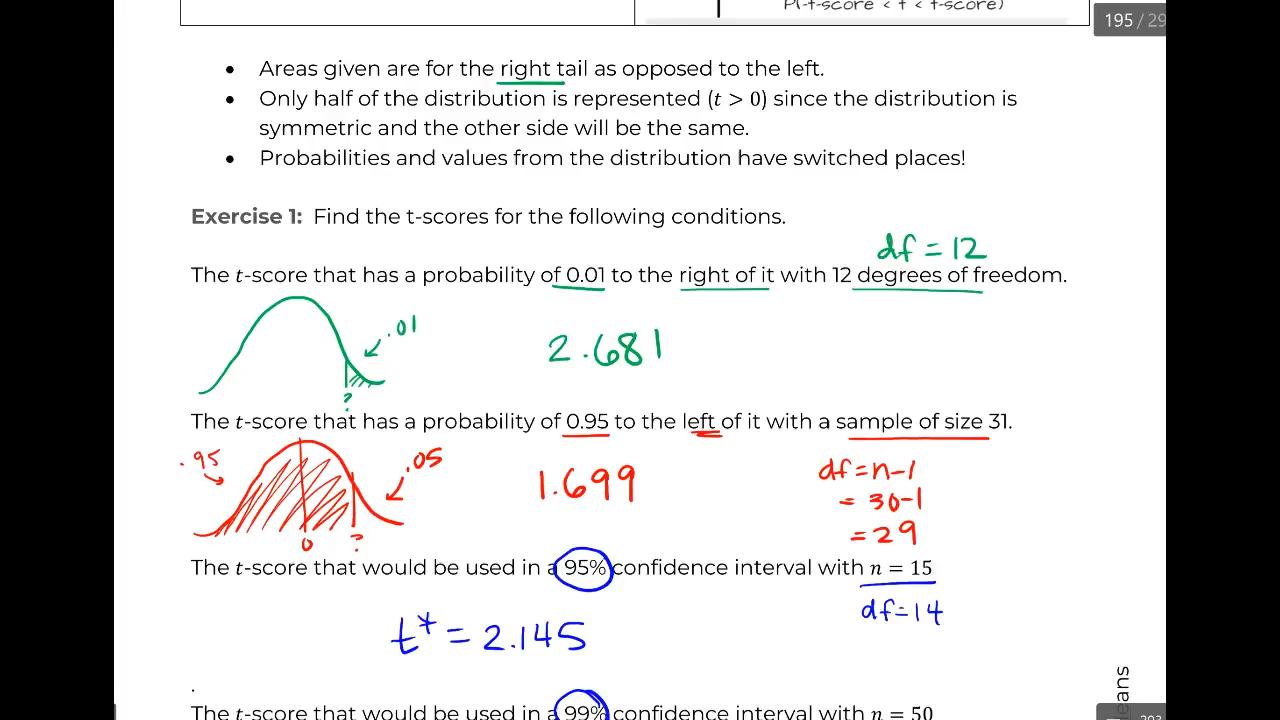 P(-t-score < t < t-score)
195 / 29
• Areas given are for the right tail as opposed to the left.
• Only half of the distribution is represented (t > 0) since the distribution is
symmetric and the other side will be the same.
• Probabilities and values from the distribution have switched places!
Exercise 1: Find the t-scores for the following conditions.
df = 12
The t-score that has a probability of 0.01 to the right of it with 12 degrees of freedom.
.01
2.681
?
The t-score that has a probability of 0.95 to the left of it with a sample of size 31.
.95
.05
1.699
df = n-1
= 30-1
= 29
0
?
The t-score that would be used in a 95% confidence interval with n = 15
df = 14
t* = 2.145
.
The t-score that would be used in a 99% confidence interval with n = 50
eans